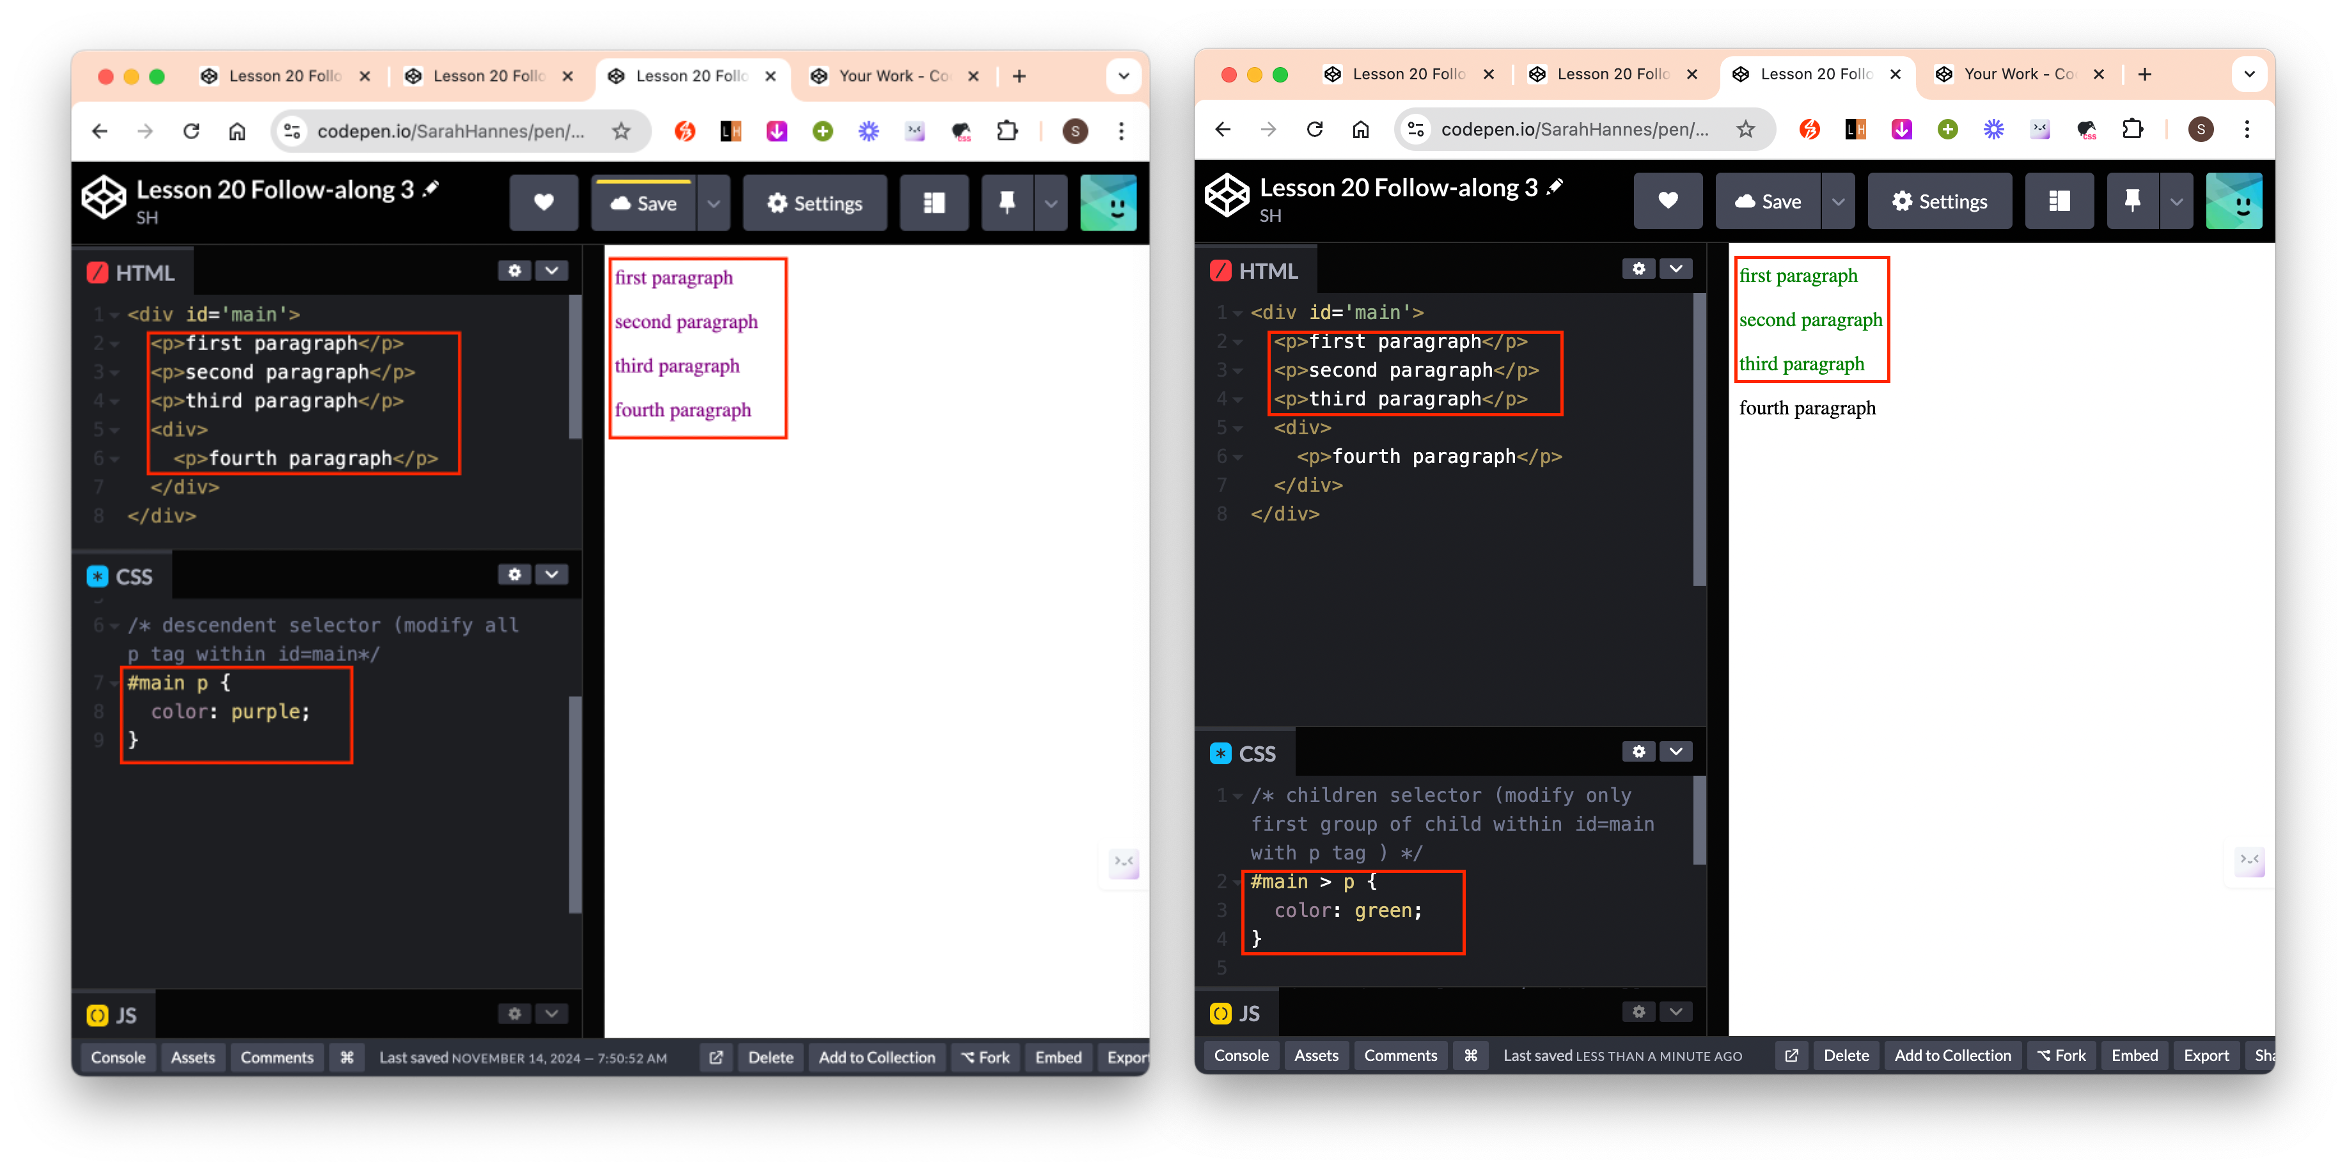 Lesson 20 Follo
Lesson 20 Follo
Lesson 20 Follo
Your Work - Co
codepen.io/SarahHannes/pen/...
S
Lesson 20 Follow-along 3
SH
Save
Settings
HTML
1 <div id='main'>
2 <p>first paragraph</p>
3 <p>second paragraph</p>
4 <p>third paragraph</p>
5 <div>
6 <p>fourth paragraph</p>
7 </div>
8 </div>
CSS
6 /* descendent selector (modify all
p tag within id=main*/
7 #main p {
8 color: purple;
9 }
JS
first paragraph
second paragraph
third paragraph
fourth paragraph
Console Assets Comments ⌘ Last saved NOVEMBER 14, 2024 — 7:50:52 AM Delete Add to Collection ⌥ Fork Embed Export
Lesson 20 Follo
Lesson 20 Follo
Lesson 20 Follo
Your Work - Co
codepen.io/SarahHannes/pen/...
S
Lesson 20 Follow-along 3
SH
Save
Settings
HTML
1 <div id='main'>
2 <p>first paragraph</p>
3 <p>second paragraph</p>
4 <p>third paragraph</p>
5 <div>
6 <p>fourth paragraph</p>
7 </div>
8 </div>
CSS
1 /* children selector (modify only
first group of child within id=main
with p tag ) */
2 #main > p {
3 color: green;
4 }
5
JS
first paragraph
second paragraph
third paragraph
fourth paragraph
Console Assets Comments ⌘ Last saved LESS THAN A MINUTE AGO Delete Add to Collection ⌥ Fork Embed Export Sha